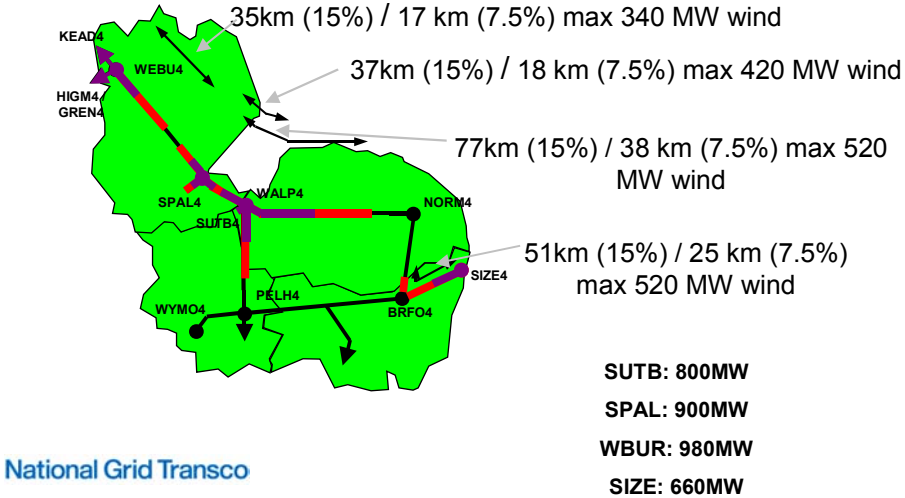 35km (15%) / 17 km (7.5%) max 340 MW wind
KEAD4
WEBU4
37km (15%) / 18 km (7.5%) max 420 MW wind
HIGM4 /
GREN4
77km (15%) / 38 km (7.5%) max 520
MW wind
SPAL4
WALP4
SUTB4
NORM4
51km (15%) / 25 km (7.5%)
max 520 MW wind
SIZE4
WYMO4
PELH4
BRFO4
SUTB: 800MW
SPAL: 900MW
WBUR: 980MW
SIZE: 660MW
National Grid Transco